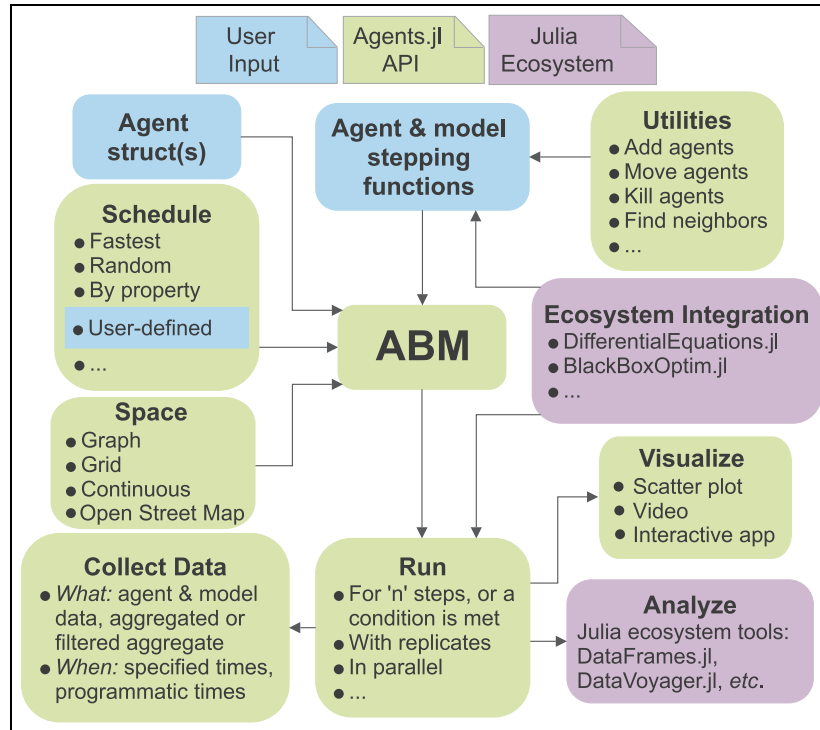 User
Input
Agents.jl
API
Julia
Ecosystem
Agent
struct(s)
Agent & model
stepping
functions
Utilities
● Add agents
● Move agents
● Kill agents
● Find neighbors
● ...
Schedule
● Fastest
● Random
● By property
● User-defined
● ...
ABM
Ecosystem Integration
● DifferentialEquations.jl
● BlackBoxOptim.jl
● ...
Space
● Graph
● Grid
● Continuous
● Open Street Map
Visualize
● Scatter plot
● Video
● Interactive app
Collect Data
● What: agent & model
data, aggregated or
filtered aggregate
● When: specified times,
programmatic times
Run
● For 'n' steps, or a
condition is met
● With replicates
● In parallel
● ...
Analyze
Julia ecosystem tools:
DataFrames.jl,
DataVoyager.jl, etc.